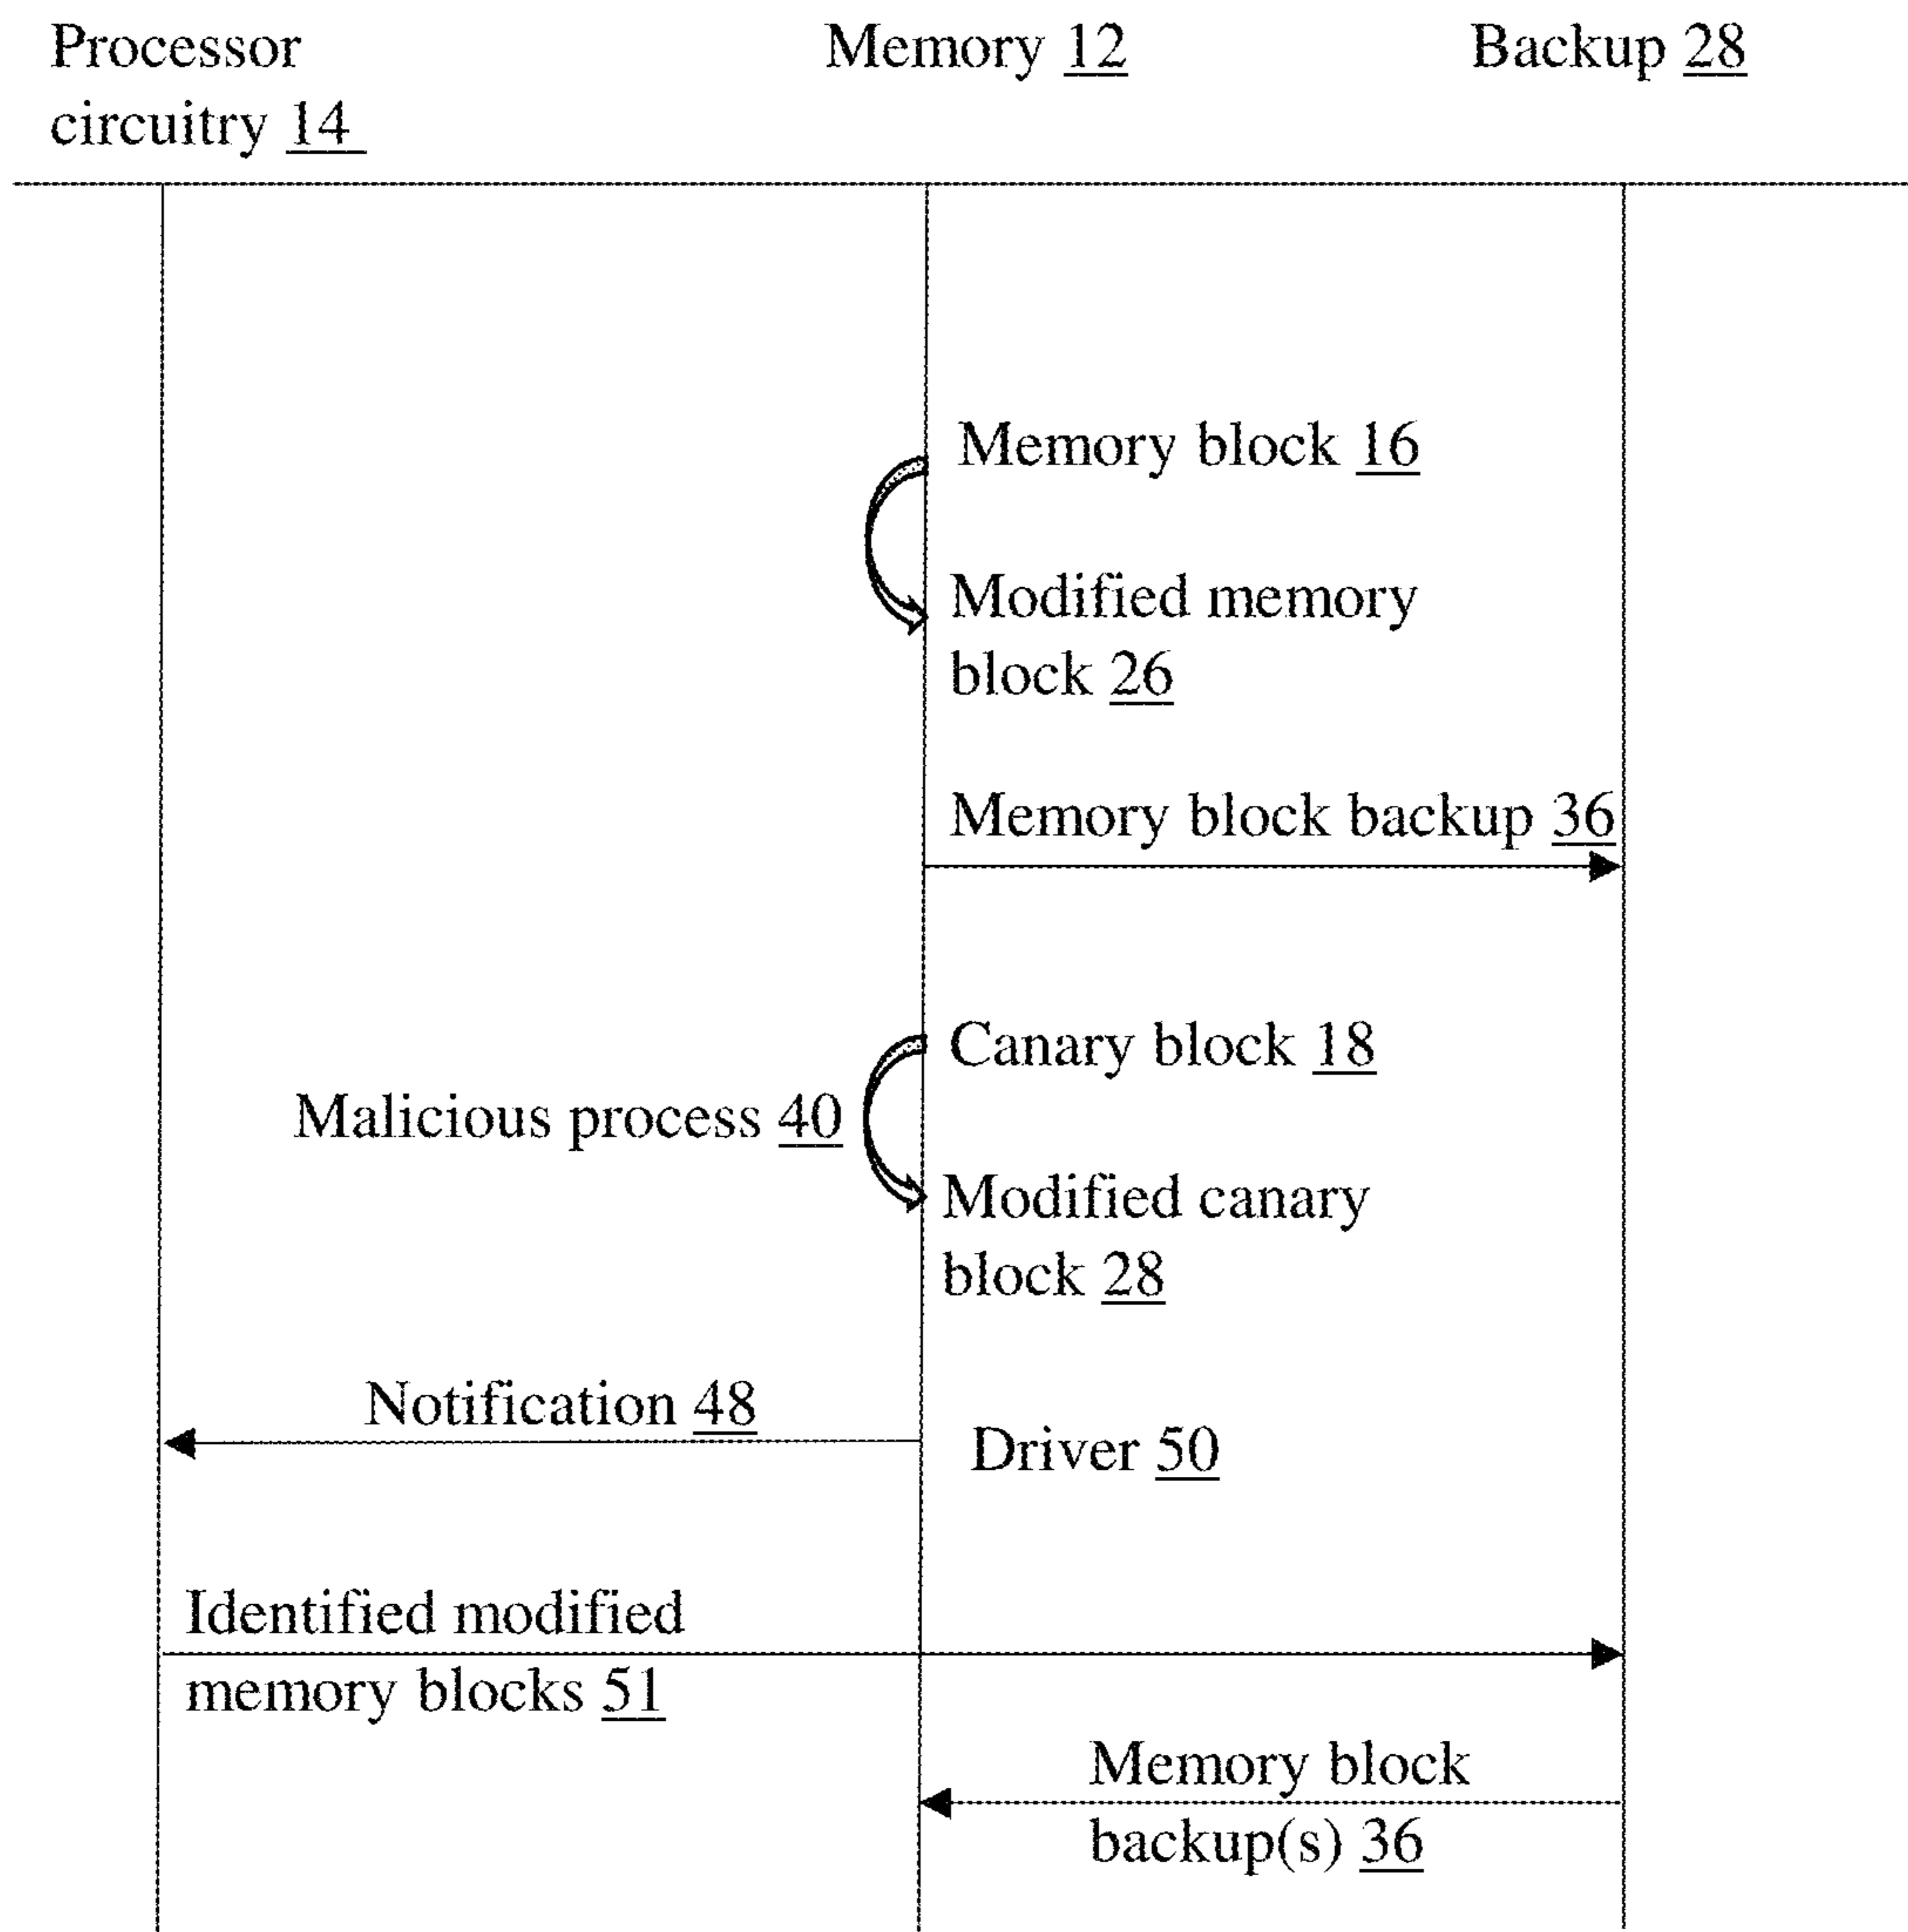 Processor
circuitry 14
Memory 12
Backup 28
Memory block 16
Modified memory
block 26
Memory block backup 36
Canary block 18
Malicious process 40
Modified canary
block 28
Notification 48
Driver 50
Identified modified
memory blocks 51
Memory block
backup(s) 36